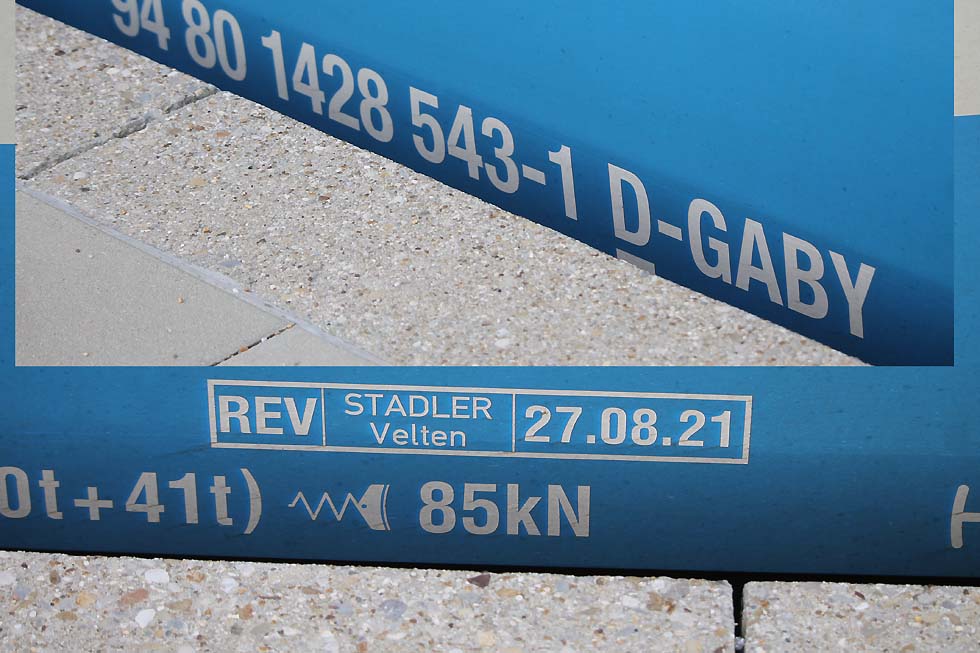 94 80 1428 543-1 D-GABY
REV STADLER Velten 27.08.21
0t+41t) 85kN